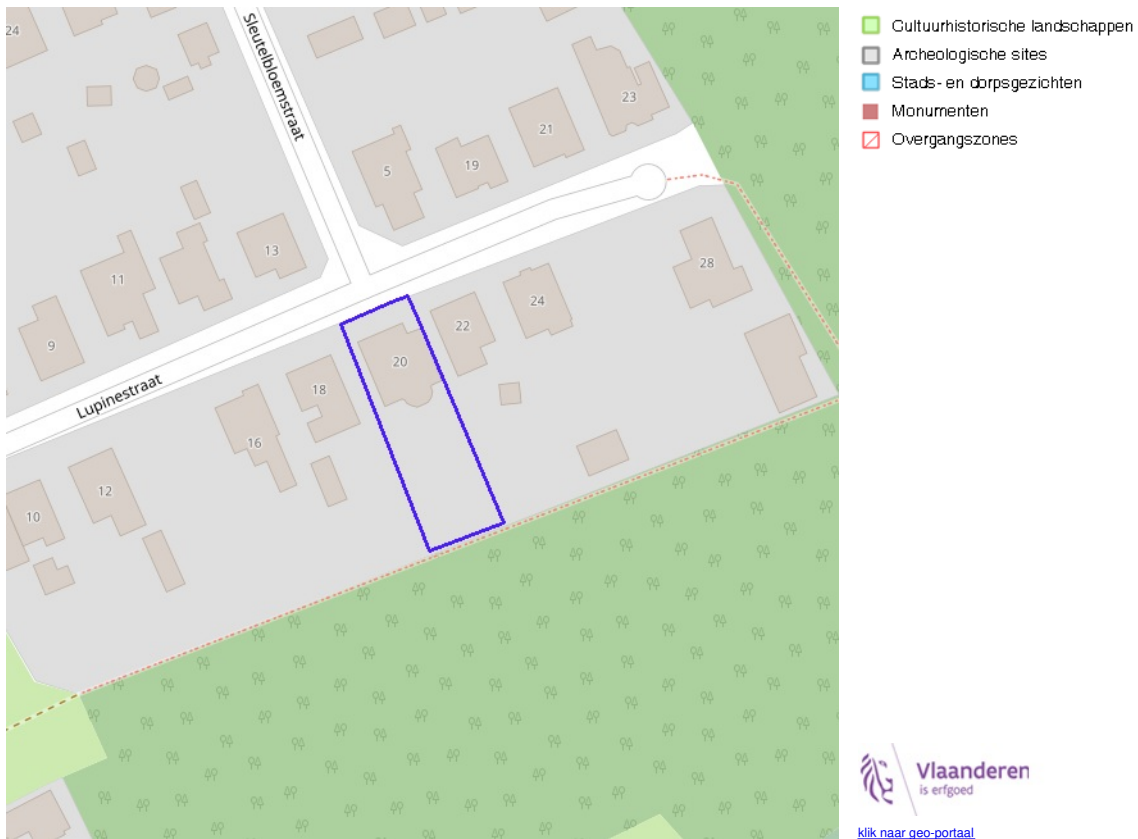 24
Sleutelbloemstraat
23
21
5
19
13
11
9
28
24
22
20
18
Lupinestraat
16
12
10
Cultuurhistorische landschappen
Archeologische sites
Stads- en dorpsgezichten
Monumenten
Overgangszones
Vlaanderen
is erfgoed
klik naar geo-portaal